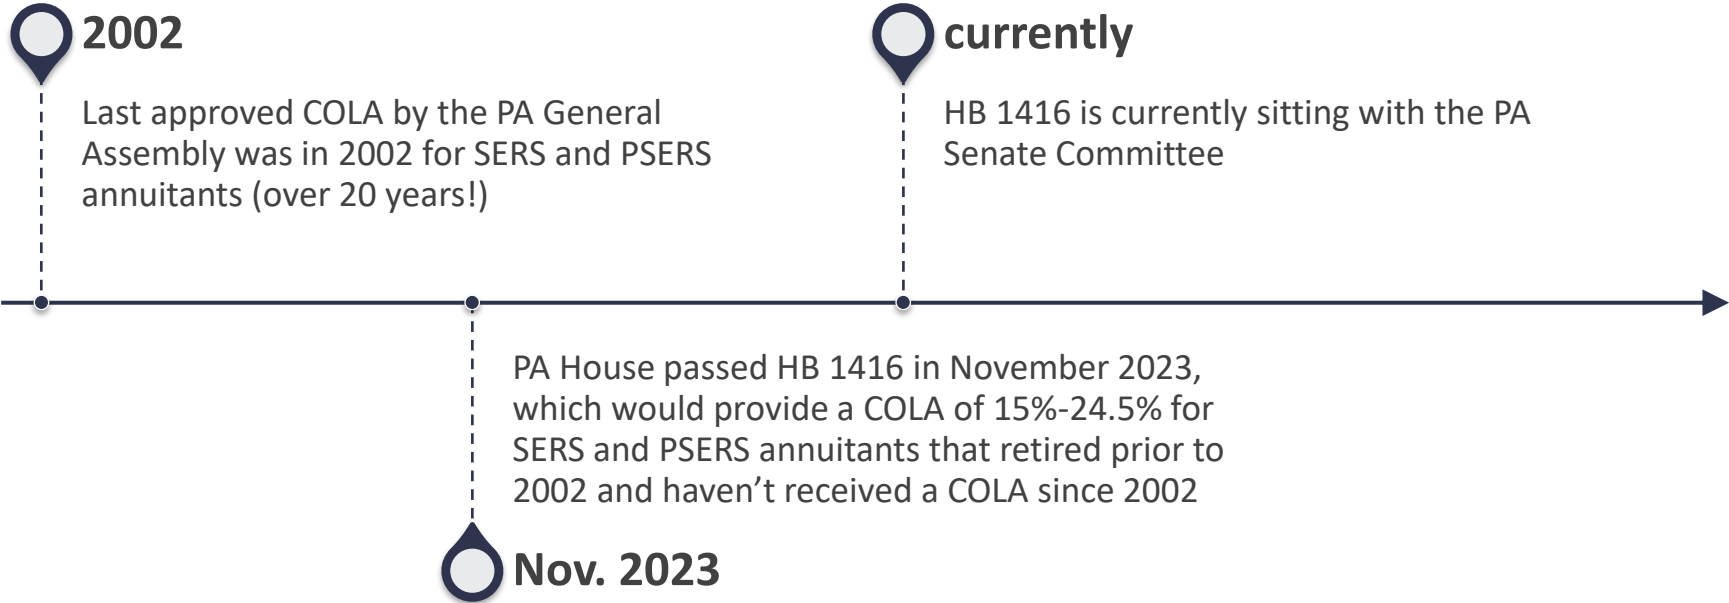 2002
Last approved COLA by the PA General
Assembly was in 2002 for SERS and PSERS
annuitants (over 20 years!)
currently
HB 1416 is currently sitting with the PA
Senate Committee
PA House passed HB 1416 in November 2023,
which would provide a COLA of 15%-24.5% for
SERS and PSERS annuitants that retired prior to
2002 and haven’t received a COLA since 2002
Nov. 2023